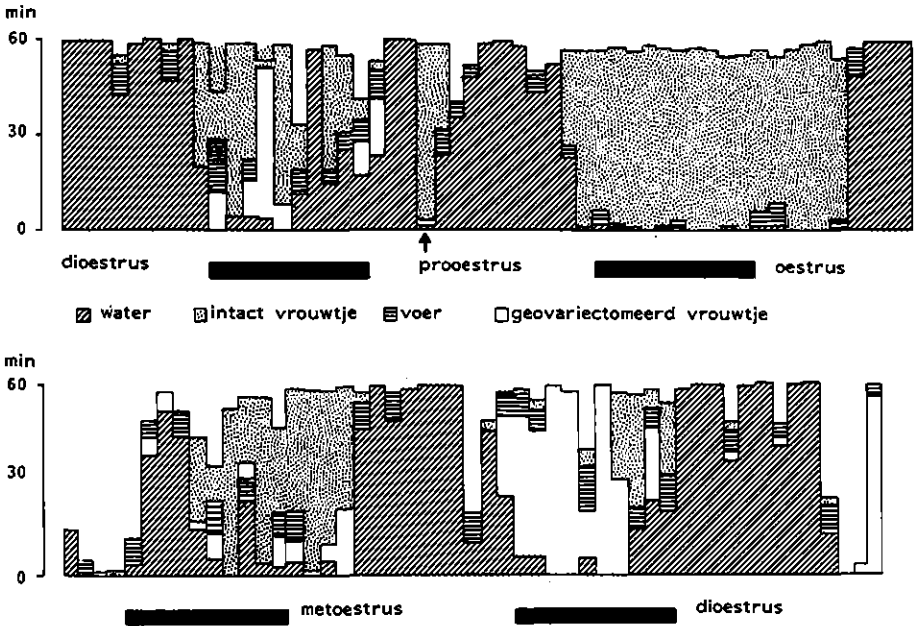 min
60
30
0
dioestrus prooestrus oestrus
water intact vrouwtje voer geovariectomeerd vrouwtje
min
60
30
0
metoestrus dioestrus